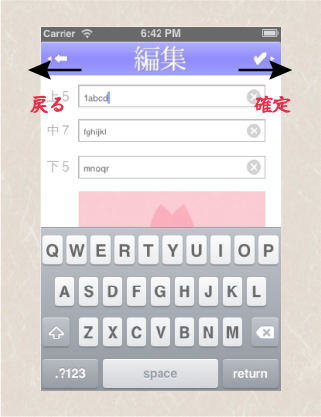 Carrier 6:42 PM
編集
上5 1abcd
戻る 確定
中7 fghijkl
下5 mnoqr
Q W E R T Y U I O P
A S D F G H J K L
Z X C V B N M
.?123 space return